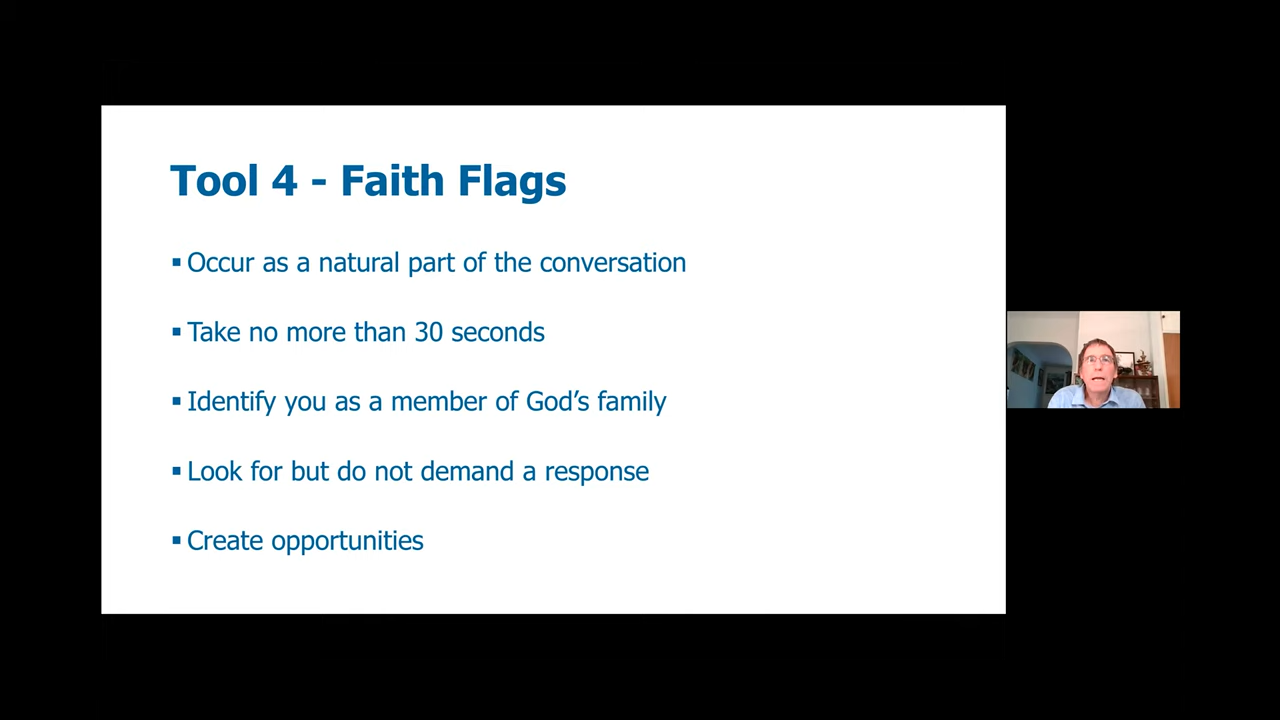 Tool 4 - Faith Flags
▪ Occur as a natural part of the conversation
▪ Take no more than 30 seconds
▪ Identify you as a member of God’s family
▪ Look for but do not demand a response
▪ Create opportunities